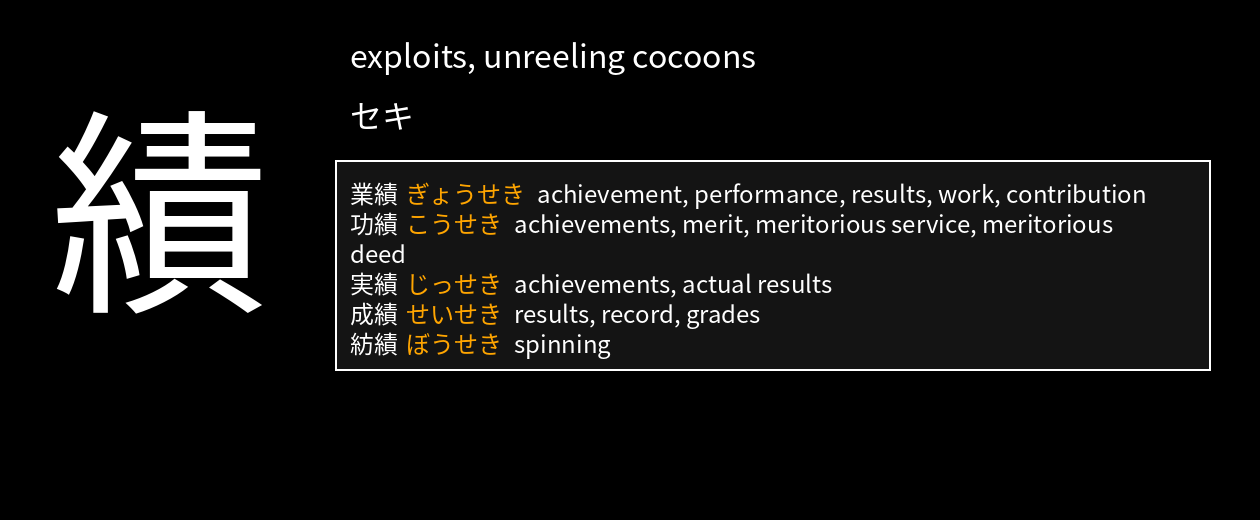 績
exploits, unreeling cocoons
セキ
業績 ぎょうせき achievement, performance, results, work, contribution
功績 こうせき achievements, merit, meritorious service, meritorious
deed
実績 じっせき achievements, actual results
成績 せいせき results, record, grades
紡績 ぼうせき spinning